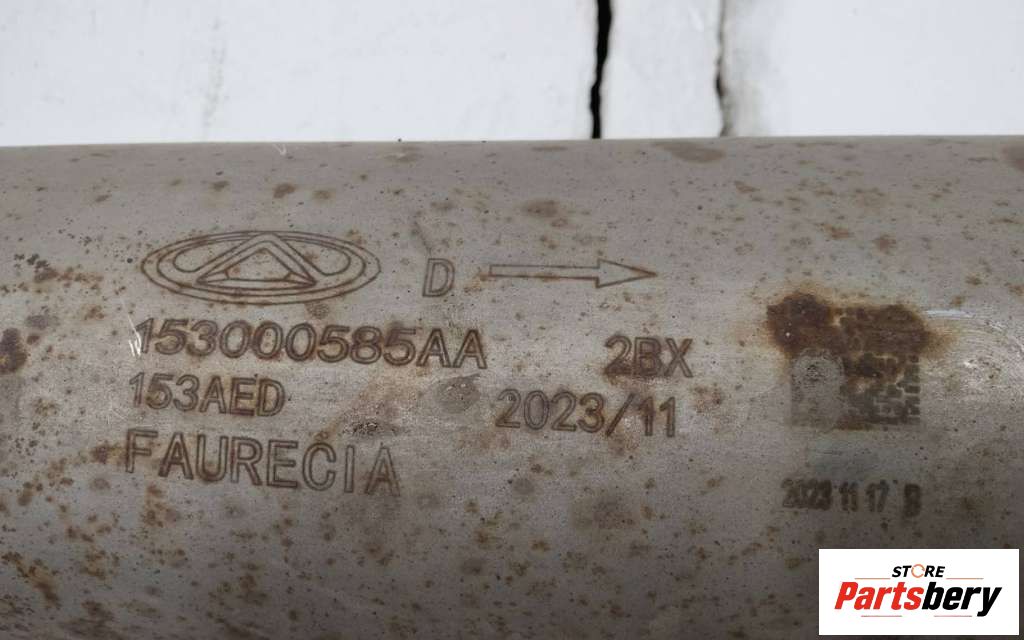 D
153000585AA 2BX
153AED 2023/11
FAURECIA
2023 11 17 B
STORE
Partsbery